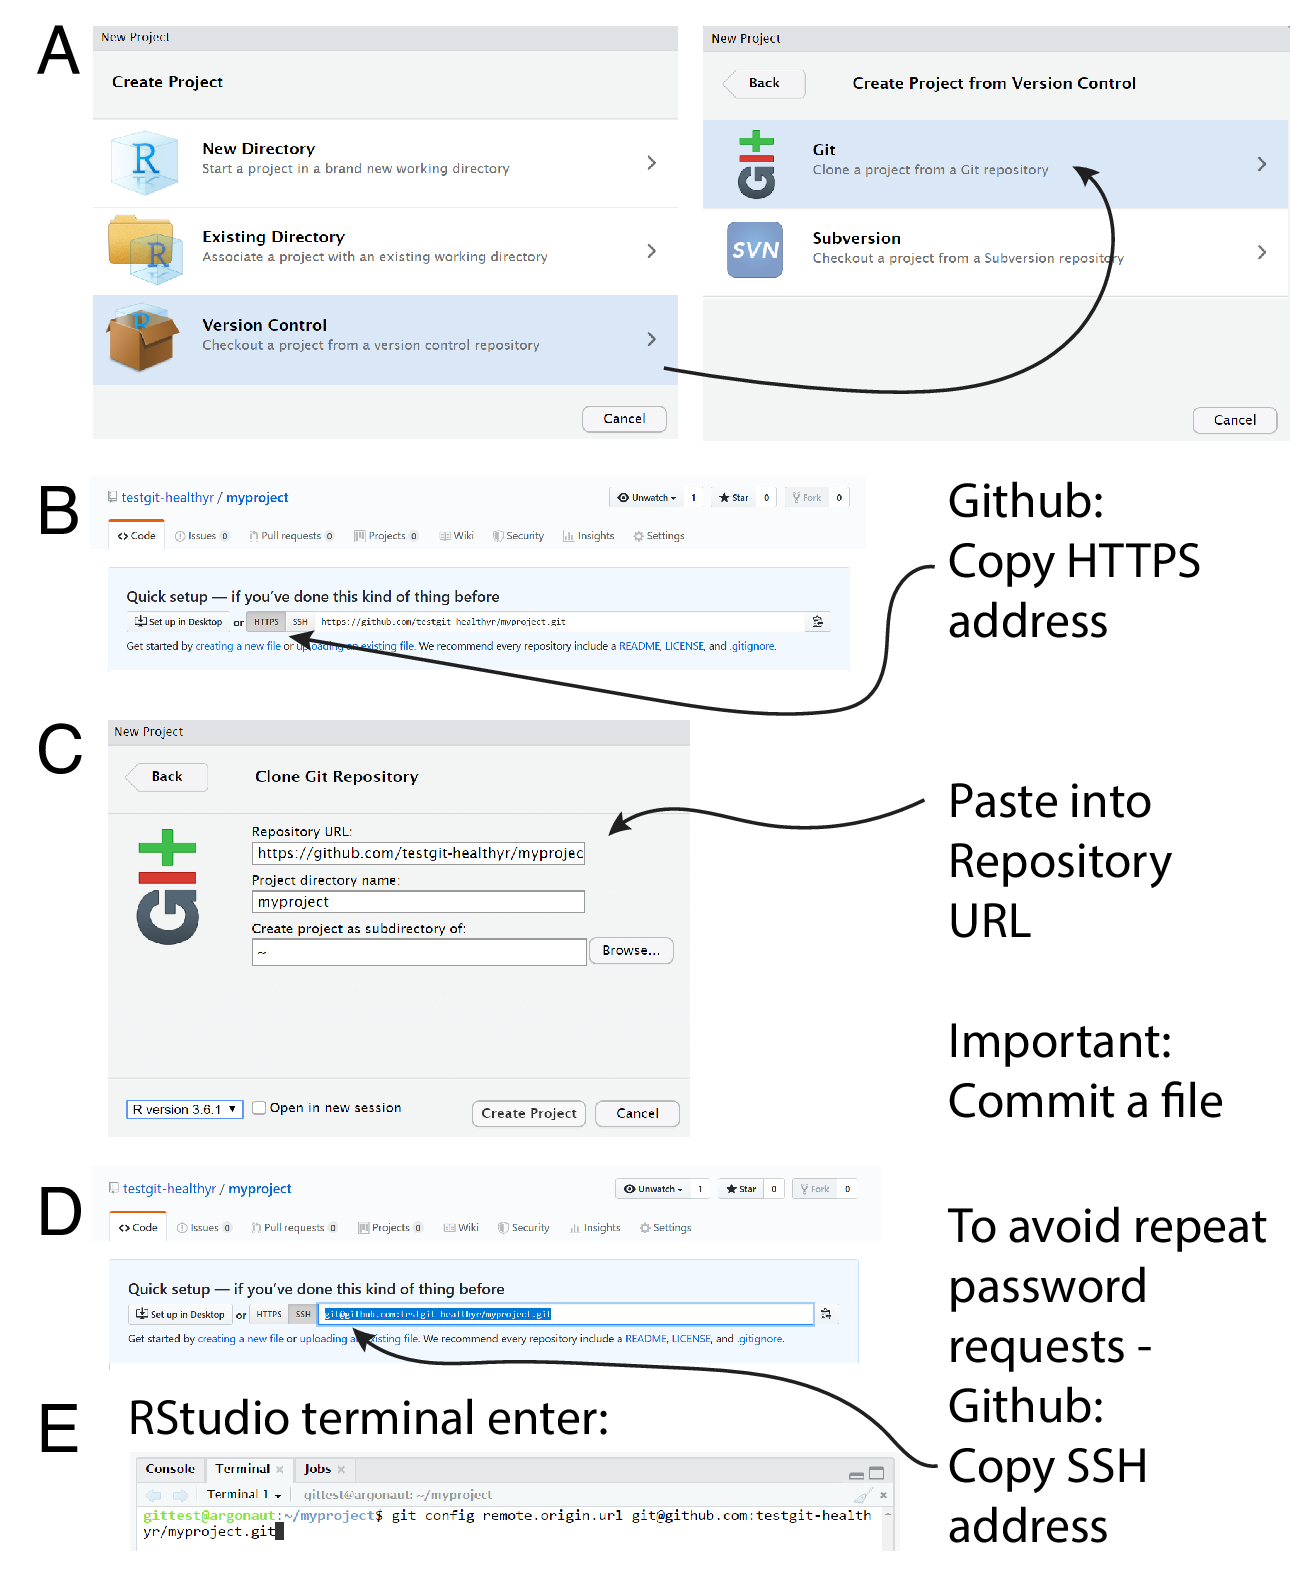 A
New Project
Create Project
R
New Directory
Start a project in a brand new working directory
R
Existing Directory
Associate a project with an existing working directory
R
Version Control
Checkout a project from a version control repository
Cancel
New Project
Back
Create Project from Version Control
Git
Git
Clone a project from a Git repository
SVN
Subversion
Checkout a project from a Subversion repository
Cancel
B
testgit-healthyr / myproject
Unwatch 1 Star 0 Fork 0
<> Code Issues 0 Pull requests 0 Projects 0 Wiki Security Insights Settings
Quick setup — if you've done this kind of thing before
Set up in Desktop or HTTPS SSH https://github.com/testgit healthyr/myproject.git
Get started by creating a new file or uploading an existing file. We recommend every repository include a README, LICENSE, and .gitignore.
Github:
Copy HTTPS
address
C
New Project
Back
Clone Git Repository
Git
Repository URL:
https://github.com/testgit-healthyr/myprojec
Project directory name:
myproject
Create project as subdirectory of:
~
Browse...
R version 3.6.1
Open in new session
Create Project
Cancel
Paste into
Repository
URL
Important:
Commit a file
D
testgit-healthyr / myproject
Unwatch 1 Star 0 Fork 0
<> Code Issues 0 Pull requests 0 Projects 0 Wiki Security Insights Settings
Quick setup — if you've done this kind of thing before
Set up in Desktop or HTTPS SSH git@github.com:testgit healthyr/myproject.git
Get started by creating a new file or uploading an existing file. We recommend every repository include a README, LICENSE, and .gitignore.
To avoid repeat
password
requests -
Github:
Copy SSH
address
E
RStudio terminal enter:
Console Terminal × Jobs ×
Terminal 1 gittest@argonaut: ~/myproject
gittest@argonaut:~/myproject$ git config remote.origin.url git@github.com:testgit-health
yr/myproject.git